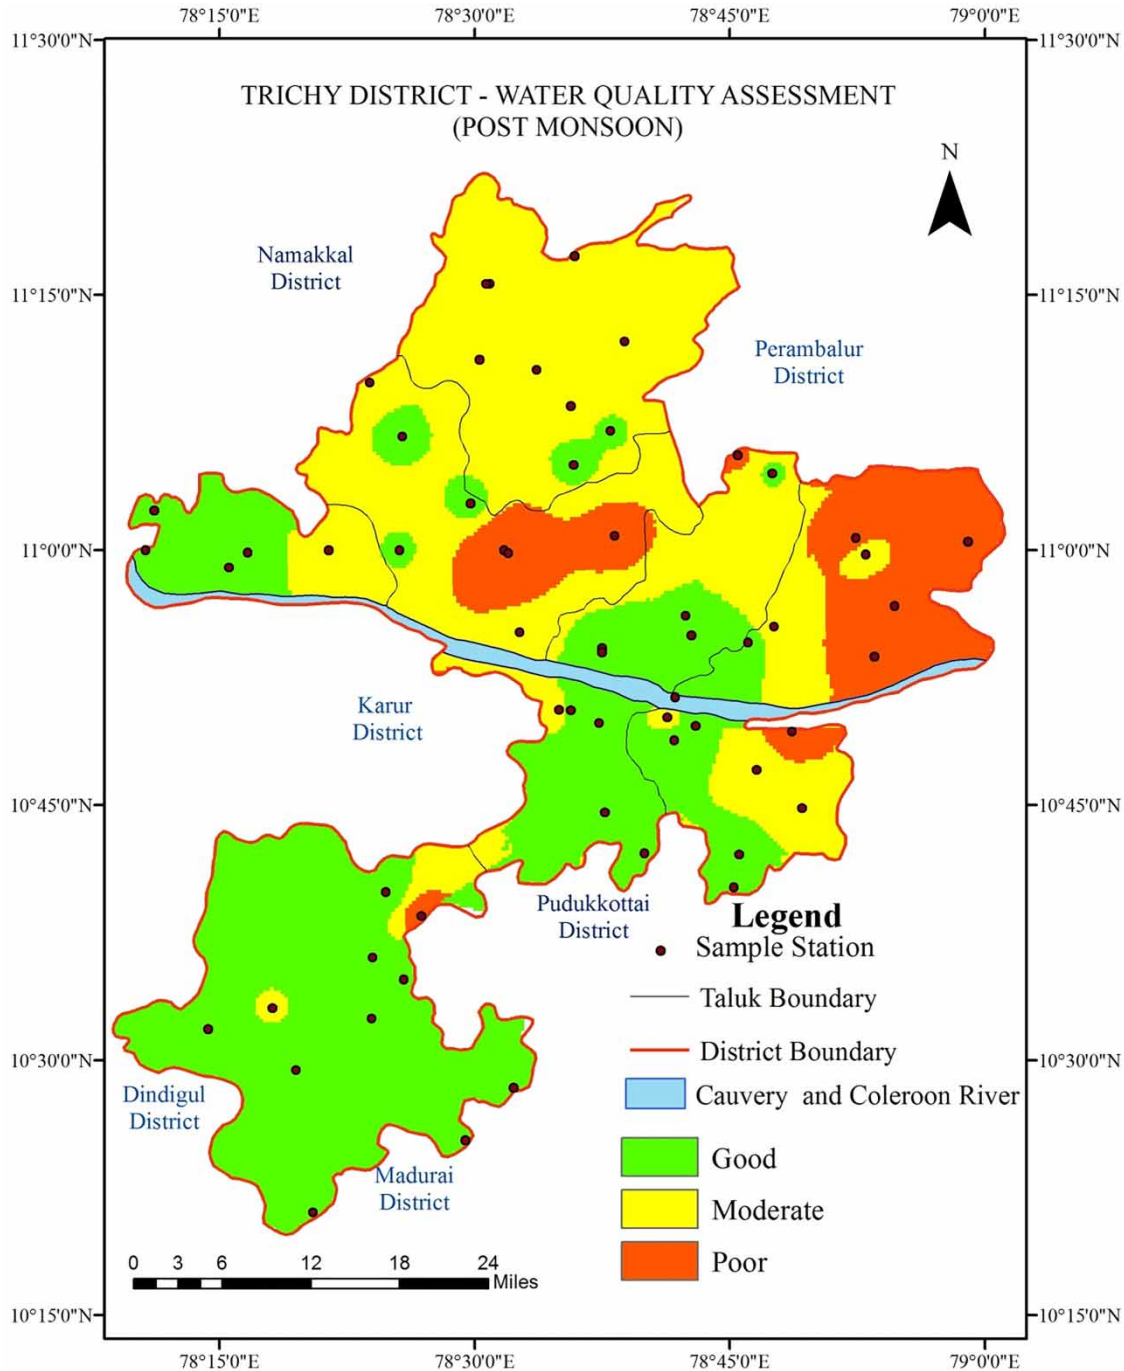 78°15'0"E 78°30'0"E 78°45'0"E 79°0'0"E
11°30'0"N 11°30'0"N
TRICHY DISTRICT - WATER QUALITY ASSESSMENT
(POST MONSOON)
N
Namakkal
District
11°15'0"N 11°15'0"N
Perambalur
District
11°0'0"N 11°0'0"N
Karur
District
10°45'0"N 10°45'0"N
Pudukkottai
District
Legend
Sample Station
Taluk Boundary
District Boundary
Cauvery and Coleroon River
Good
Moderate
Poor
10°30'0"N 10°30'0"N
Dindigul
District
Madurai
District
0 3 6 12 18 24
Miles
10°15'0"N 10°15'0"N
78°15'0"E 78°30'0"E 78°45'0"E 79°0'0"E